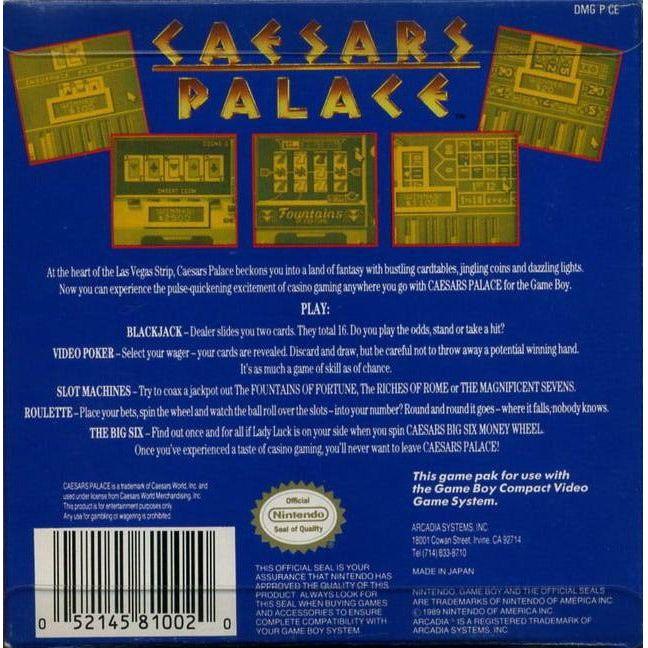 DMG P CE
CAESARS
PALACE™
COINS
INSERT COIN
WINNINGS
Fountains
1st 12
1 TO 18 EVEN
At the heart of the Las Vegas Strip, Caesars Palace beckons you into a land of fantasy with bustling cardtables, jingling coins and dazzling lights.
Now you can experience the pulse-quickening excitement of casino gaming anywhere you go with CAESARS PALACE for the Game Boy.
PLAY:
BLACKJACK – Dealer slides you two cards. They total 16. Do you play the odds, stand or take a hit?
VIDEO POKER – Select your wager – your cards are revealed. Discard and draw, but be careful not to throw away a potential winning hand.
It's as much a game of skill as of chance.
SLOT MACHINES – Try to coax a jackpot out The FOUNTAINS OF FORTUNE, The RICHES OF ROME or THE MAGNIFICENT SEVENS.
ROULETTE – Place your bets, spin the wheel and watch the ball roll over the slots – into your number? Round and round it goes – where it falls, nobody knows.
THE BIG SIX – Find out once and for all if Lady Luck is on your side when you spin CAESARS BIG SIX MONEY WHEEL.
Once you've experienced a taste of casino gaming, you'll never want to leave CAESARS PALACE!
CAESARS PALACE is a trademark of Caesars World, Inc. and
used under license from Caesars World Merchandising, Inc.
This product is for entertainment purposes only.
Any use for gambling or wagering is prohibited.
0 52145 81002 0
Official
Nintendo
Seal of Quality
THIS OFFICIAL SEAL IS YOUR
ASSURANCE THAT NINTENDO HAS
APPROVED THE QUALITY OF THIS
PRODUCT. ALWAYS LOOK FOR
THIS SEAL WHEN BUYING GAMES
AND ACCESSORIES TO ENSURE
COMPLETE COMPATIBILITY WITH
YOUR GAME BOY SYSTEM.
This game pak for use with
the Game Boy Compact Video
Game System.
ARCADIA SYSTEMS, INC.
18001 Cowan Street, Irvine, CA 92714
Tel (714) 833-8710
MADE IN JAPAN
NINTENDO, GAME BOY AND THE OFFICIAL SEALS
ARE TRADEMARKS OF NINTENDO OF AMERICA INC.
© 1989 NINTENDO OF AMERICA INC.
ARCADIA™ IS A REGISTERED TRADEMARK OF
ARCADIA SYSTEMS, INC.